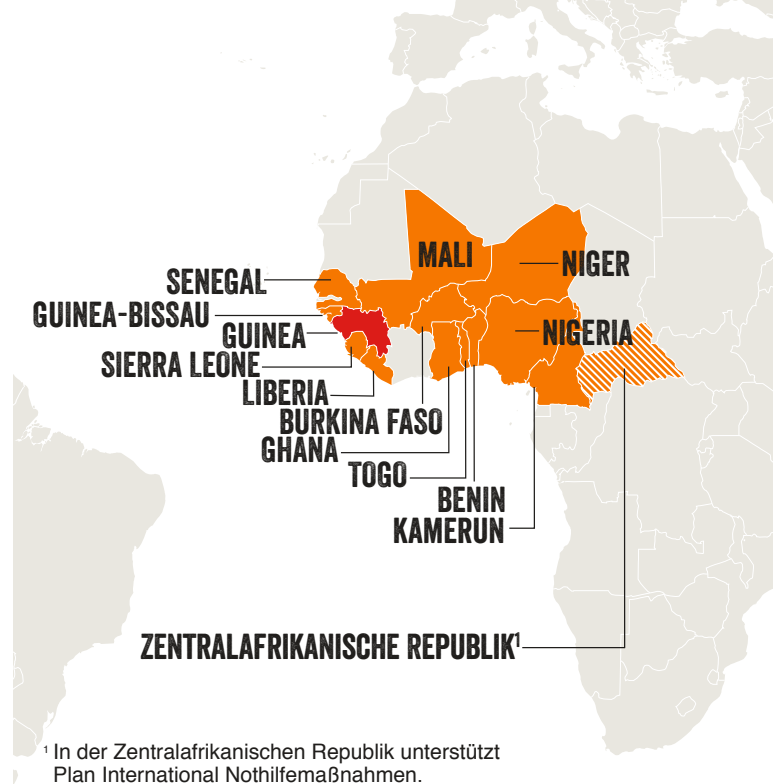 MALI
NIGER
SENEGAL
GUINEA-BISSAU
GUINEA
NIGERIA
SIERRA LEONE
LIBERIA
BURKINA FASO
GHANA
TOGO
BENIN
KAMERUN
ZENTRALAFRIKANISCHE REPUBLIK¹
¹ In der Zentralafrikanischen Republik unterstützt
Plan International Nothilfemaßnahmen.